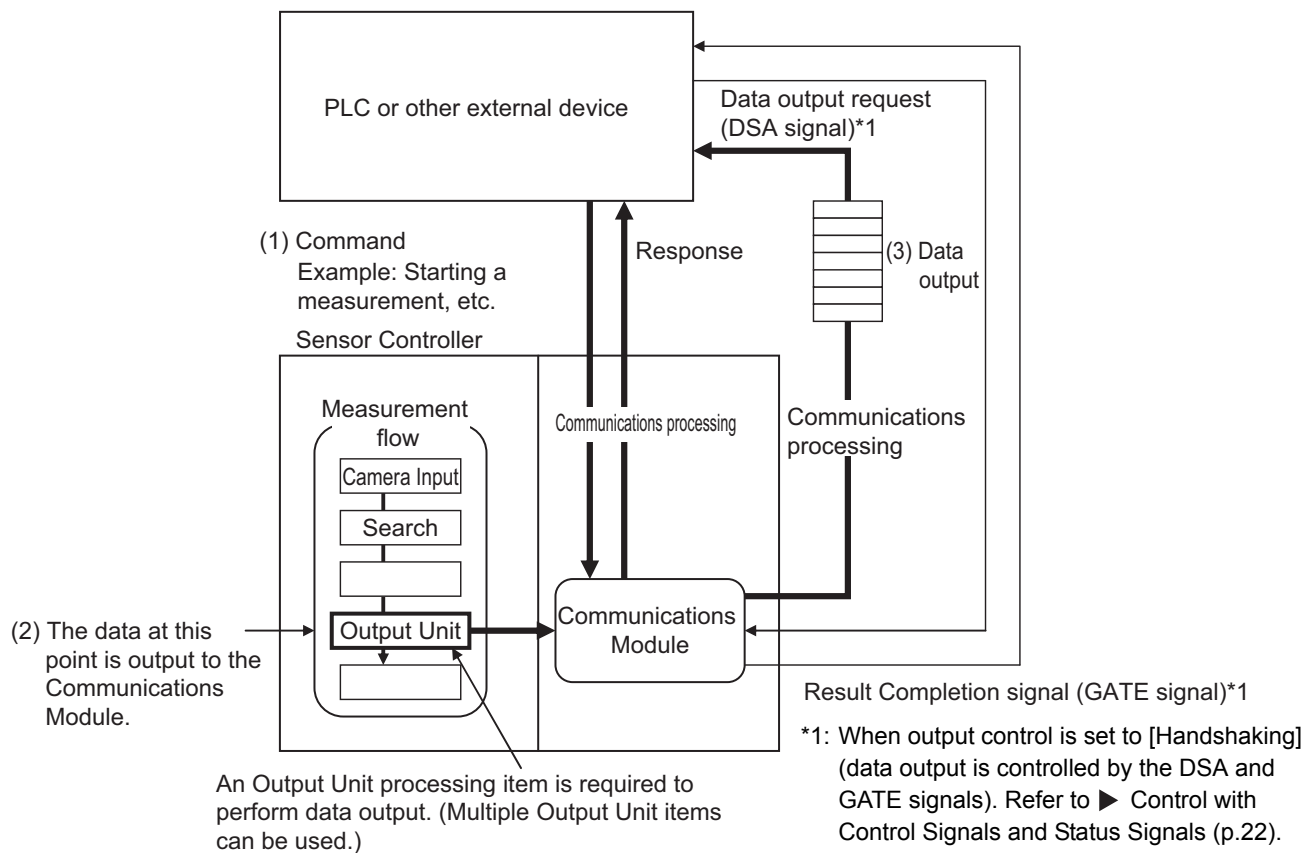 PLC or other external device
Data output request
(DSA signal)*1
(1) Command
Example: Starting a
measurement, etc.
Response
(3) Data
output
Sensor Controller
Measurement
flow
Communications processing
Communications
processing
Camera Input
Search
Output Unit
Communications
Module
(2) The data at this
point is output to the
Communications
Module.
Result Completion signal (GATE signal)*1
*1: When output control is set to [Handshaking]
(data output is controlled by the DSA and
GATE signals). Refer to ▶ Control with
Control Signals and Status Signals (p.22).
An Output Unit processing item is required to
perform data output. (Multiple Output Unit items
can be used.)